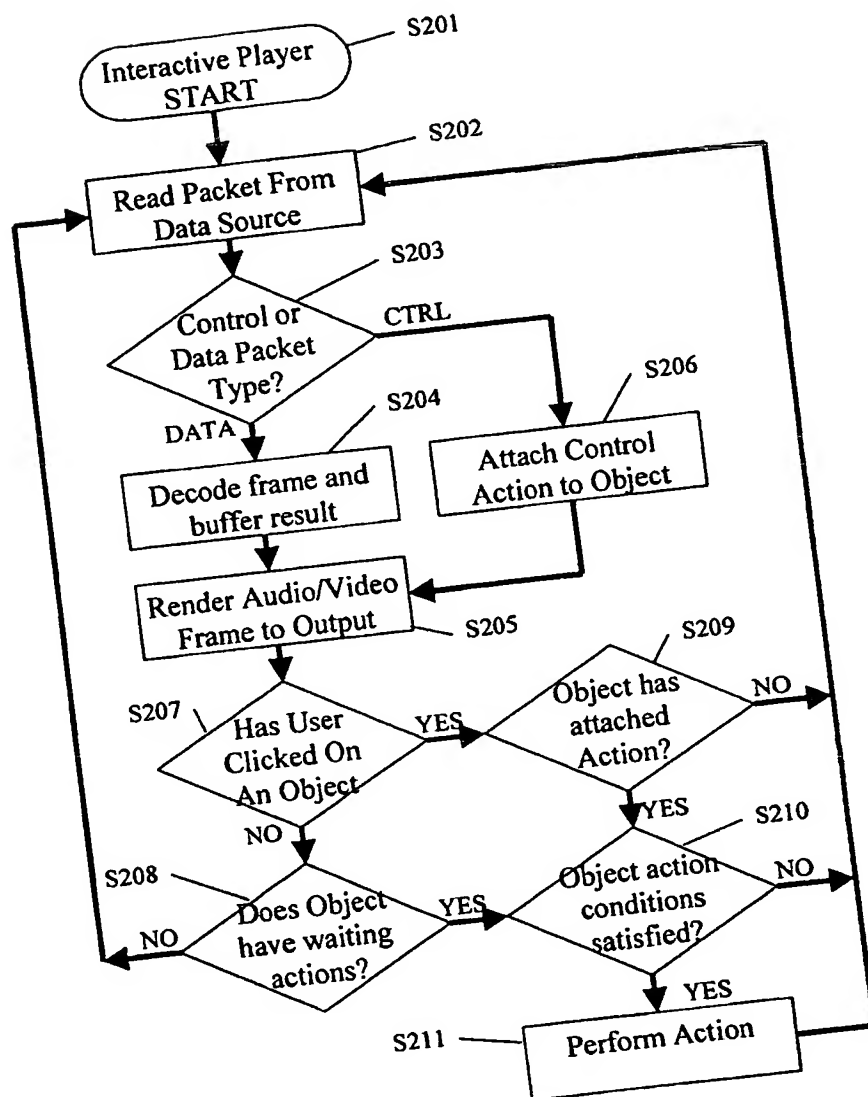 S201
Interactive Player
START
S202
Read Packet From
Data Source
S203
Control or
Data Packet
Type?
CTRL
DATA
S204
Decode frame and
buffer result
S206
Attach Control
Action to Object
Render Audio/Video
Frame to Output
S205
S207
Has User
Clicked On
An Object
YES
NO
S209
Object has
attached
Action?
NO
YES
S208
Does Object
have waiting
actions?
NO
YES
S210
Object action
conditions
satisfied?
NO
YES
S211
Perform Action